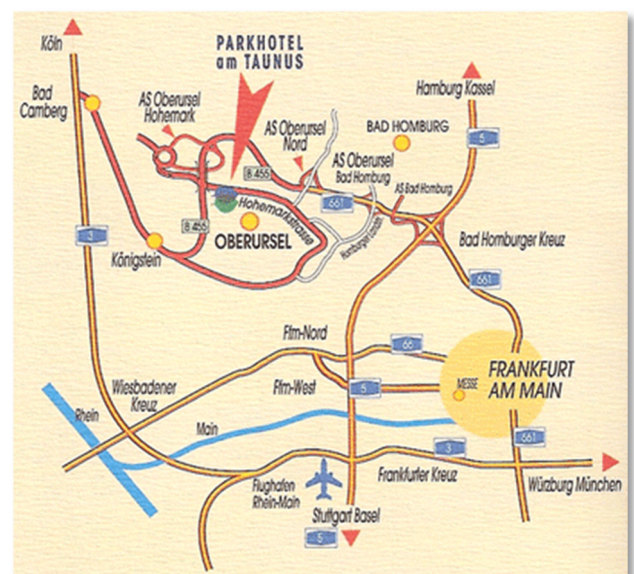 Köln
PARKHOTEL
am TAUNUS
Hamburg Kassel
Bad
Camberg
AS Oberursel
Hohemark
AS Oberursel
Nord
BAD HOMBURG
5
AS Oberursel
Bad Homburg
B 455
AS Bad Homburg
661
Hohemarkstrasse
B 455
OBERURSEL
3
Königstein
Bad Homburger Kreuz
661
Ffm-Nord
66
FRANKFURT
AM MAIN
Ffm-West
5
MESSE
Wiesbadener
Kreuz
Rhein
Main
661
3
Frankfurter Kreuz
Flughafen
Rhein-Main
Würzburg München
Stuttgart Basel
5